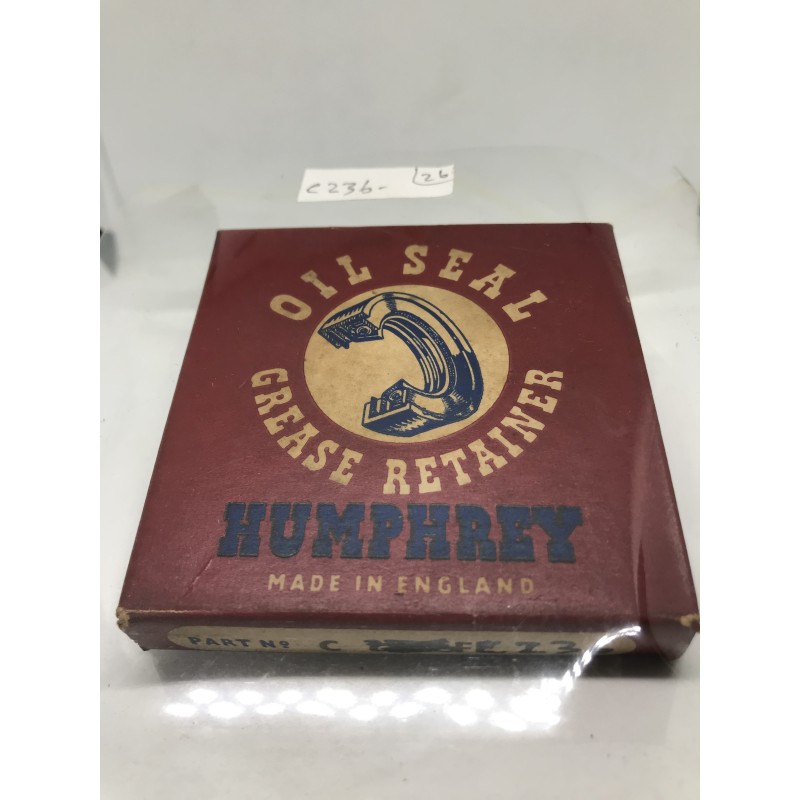 C236- 26
OIL SEAL
GREASE RETAINER
HUMPHREY
MADE IN ENGLAND
PART Nº C